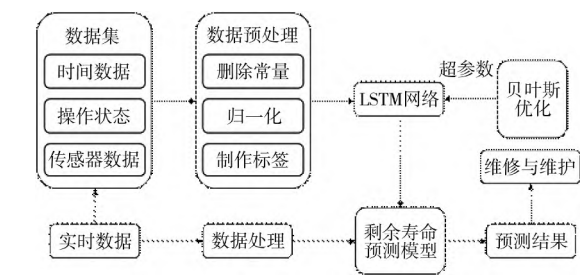 数据集
时间数据
操作状态
传感器数据
数据预处理
删除常量
归一化
制作标签
LSTM网络
超参数
贝叶斯
优化
维修与维护
实时数据
数据处理
剩余寿命
预测模型
预测结果